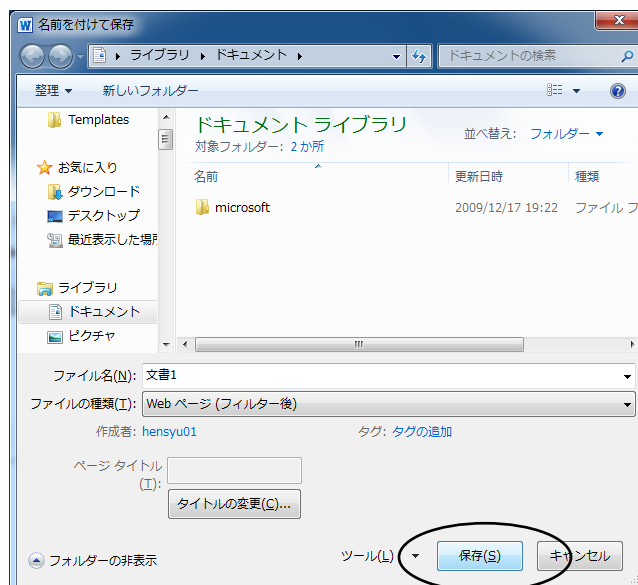 名前を付けて保存
ライブラリ ドキュメント ドキュメントの検索
整理 新しいフォルダー
Templates
お気に入り
ダウンロード
デスクトップ
最近表示した場所
ライブラリ
ドキュメント
ピクチャ
ドキュメント ライブラリ
対象フォルダー: 2 か所
並べ替え: フォルダー
名前 更新日時 種類
microsoft 2009/12/17 19:22 ファイル フ
ファイル名(N): 文書1
ファイルの種類(T): Web ページ (フィルター後)
作成者: hensyu01 タグ: タグの追加
ページ タイトル
(T):
タイトルの変更(C)...
フォルダーの非表示 ツール(L) 保存(S) キャンセル